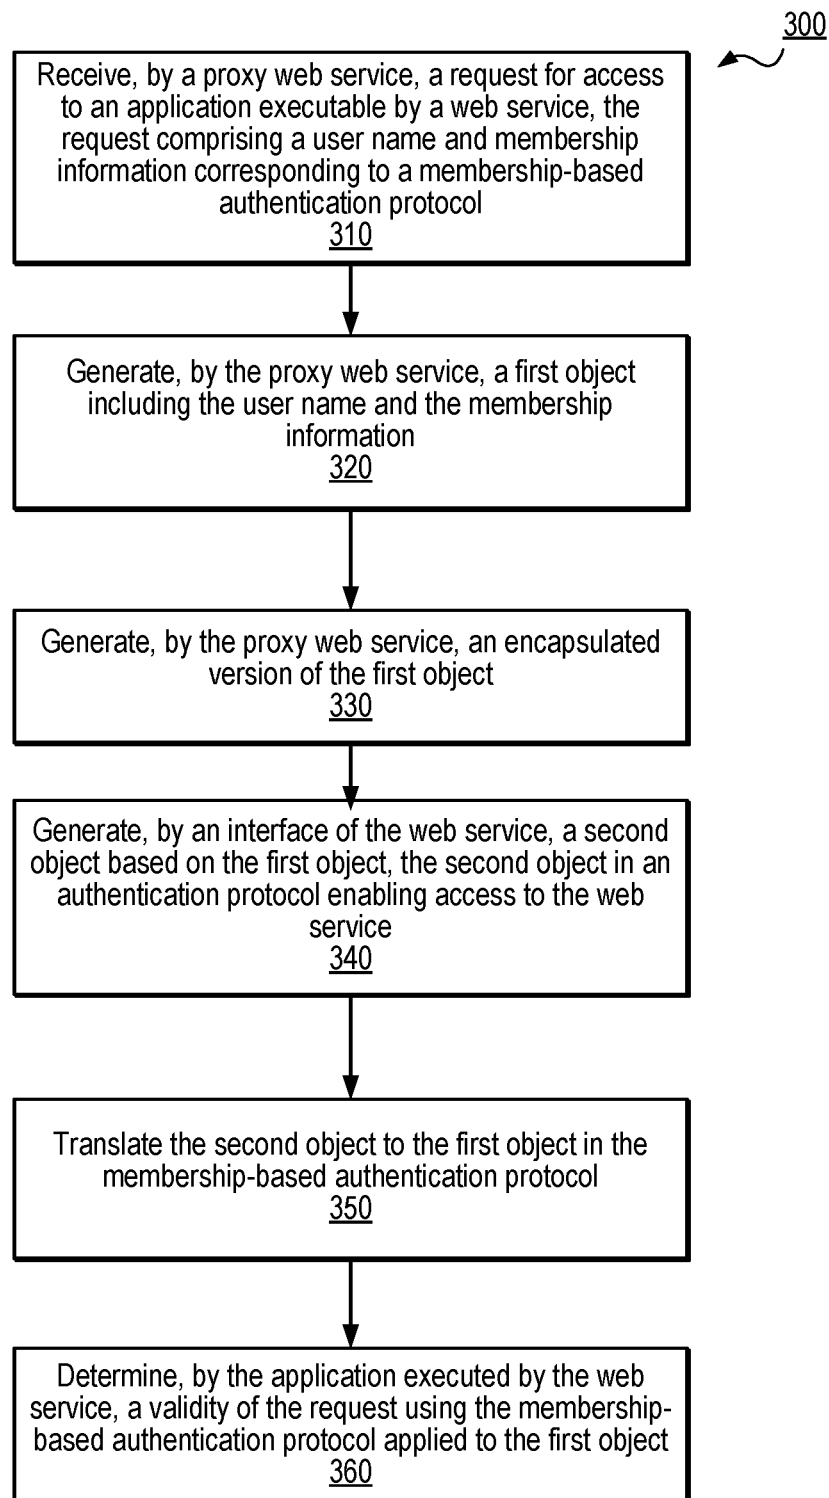 300
Receive, by a proxy web service, a request for access
to an application executable by a web service, the
request comprising a user name and membership
information corresponding to a membership-based
authentication protocol
310
Generate, by the proxy web service, a first object
including the user name and the membership
information
320
Generate, by the proxy web service, an encapsulated
version of the first object
330
Generate, by an interface of the web service, a second
object based on the first object, the second object in an
authentication protocol enabling access to the web
service
340
Translate the second object to the first object in the
membership-based authentication protocol
350
Determine, by the application executed by the web
service, a validity of the request using the membership-
based authentication protocol applied to the first object
360